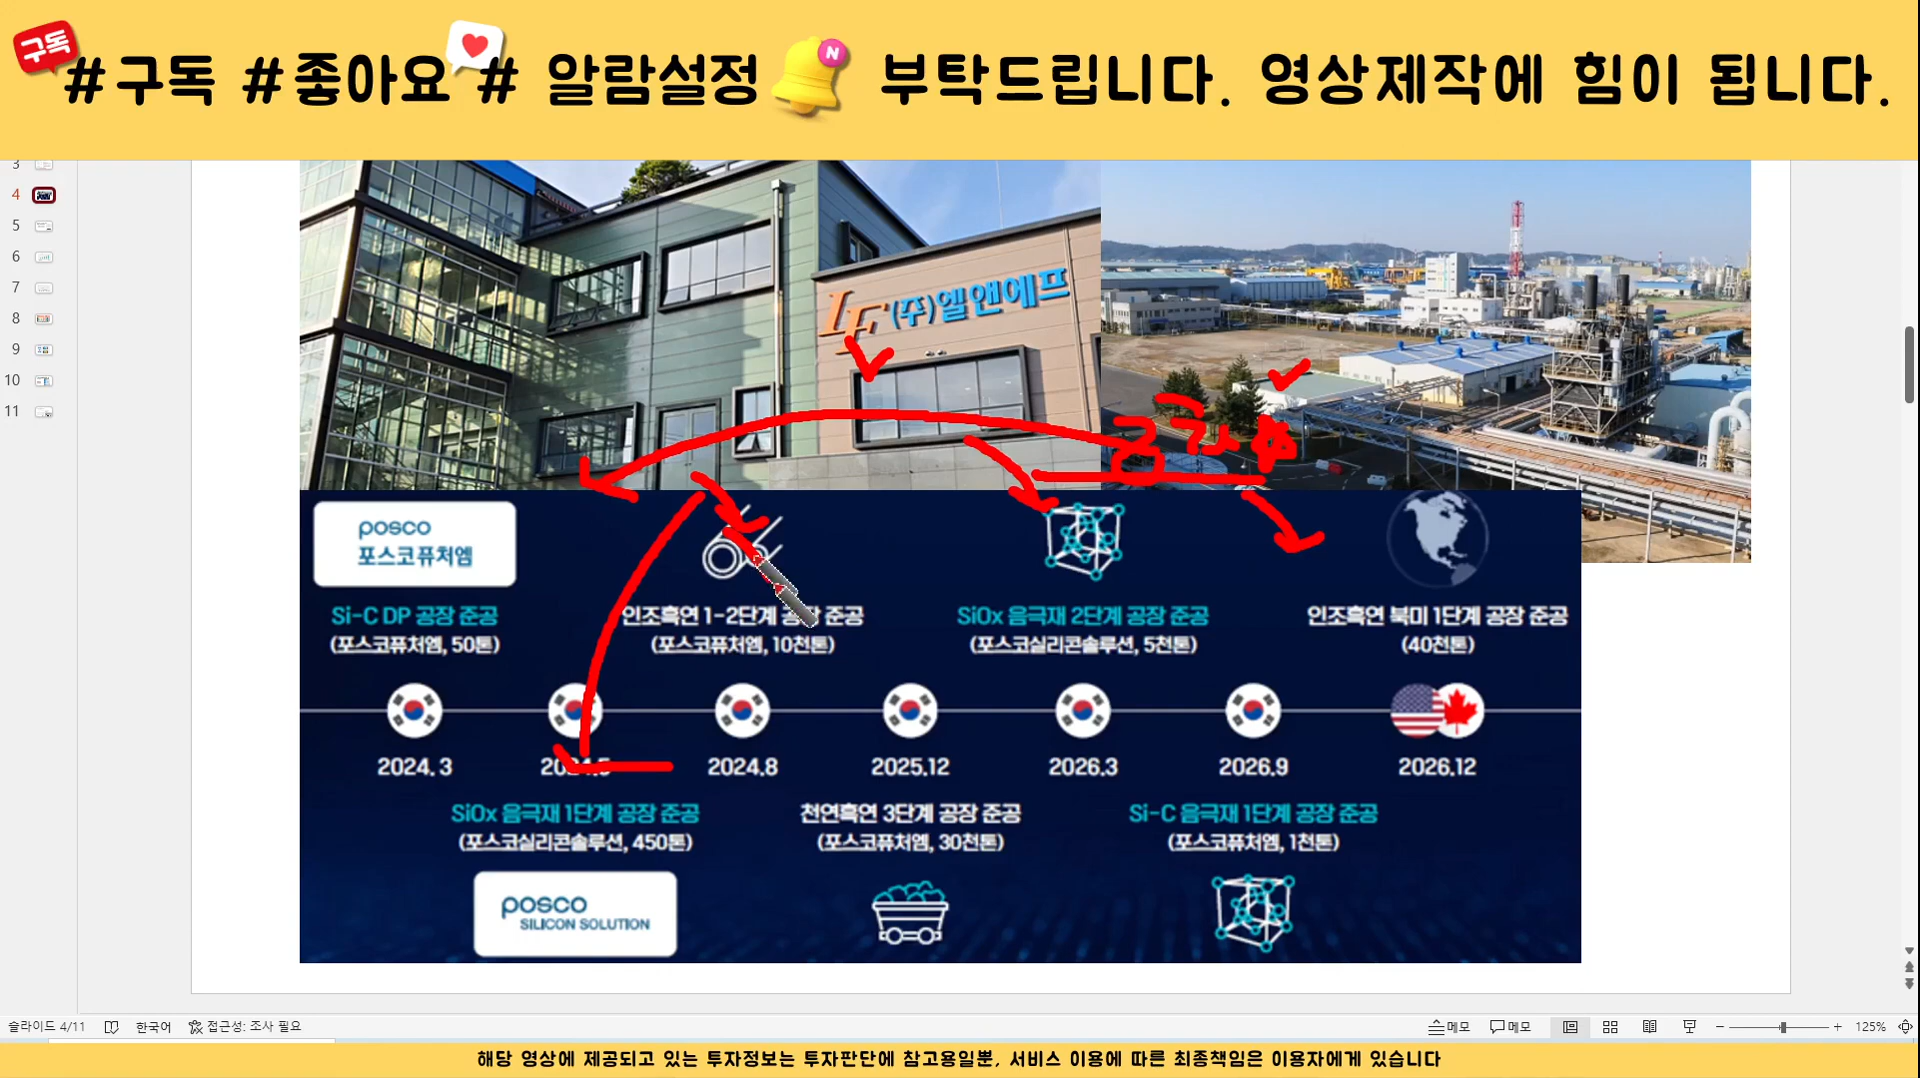 구독
#구독 #좋아요 # 알람설정 N 부탁드립니다. 영상제작에 힘이 됩니다.
3
4
5
6
7
8
9
10
11
LF (주)엘앤에프
posco
포스코퓨처엠
Si-C DP 공장 준공
(포스코퓨처엠, 50톤)
인조흑연 1-2단계 공장 준공
(포스코퓨처엠, 10천톤)
SiOx 음극재 2단계 공장 준공
(포스코실리콘솔루션, 5천톤)
인조흑연 북미 1단계 공장 준공
(40천톤)
2024. 3
2024.5
2024.8
2025.12
2026.3
2026.9
2026.12
SiOx 음극재 1단계 공장 준공
(포스코실리콘솔루션, 450톤)
천연흑연 3단계 공장 준공
(포스코퓨처엠, 30천톤)
Si-C 음극재 1단계 공장 준공
(포스코퓨처엠, 1천톤)
posco
SILICON SOLUTION
슬라이드 4/11 한국어 접근성: 조사 필요 메모 메모 125%
해당 영상에 제공되고 있는 투자정보는 투자판단에 참고용일뿐, 서비스 이용에 따른 최종책임은 이용자에게 있습니다